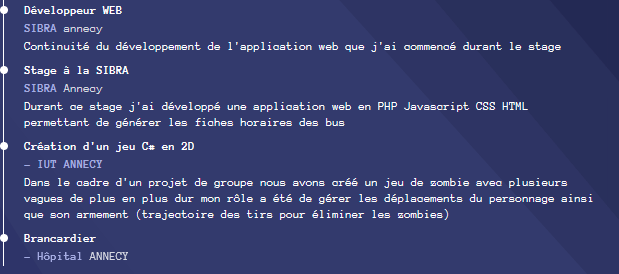 Développeur WEB
SIBRA annecy
Continuité du développement de l'application web que j'ai commencé durant le stage
Stage à la SIBRA
SIBRA Annecy
Durant ce stage j'ai développé une application web en PHP Javascript CSS HTML
permettant de générer les fiches horaires des bus
Création d'un jeu C# en 2D
- IUT ANNECY
Dans le cadre d'un projet de groupe nous avons créé un jeu de zombie avec plusieurs
vagues de plus en plus dur mon rôle a été de gérer les déplacements du personnage ainsi
que son armement (trajectoire des tirs pour éliminer les zombies)
Brancardier
- Hôpital ANNECY